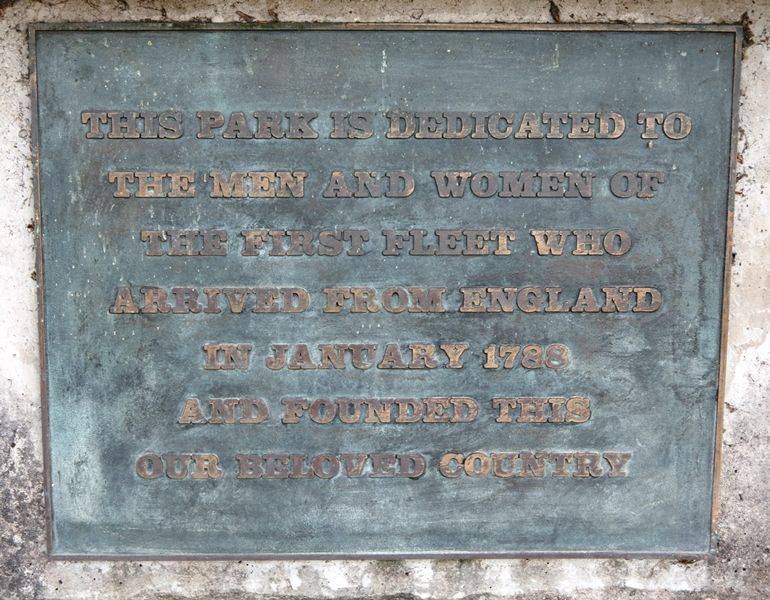 THIS PARK IS DEDICATED TO
THE MEN AND WOMEN OF
THE FIRST FLEET WHO
ARRIVED FROM ENGLAND
IN JANUARY 1788
AND FOUNDED THIS
OUR BELOVED COUNTRY